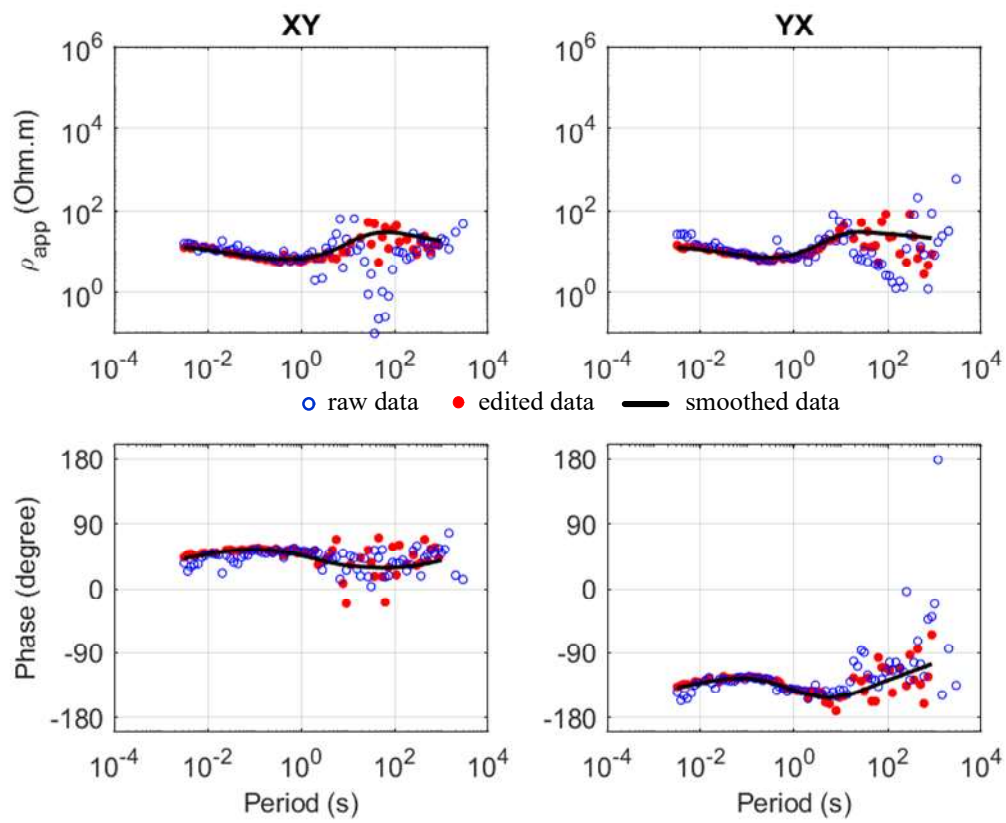 XY YX
10^6 10^6
10^4 10^4
10^2 10^2
10^0 10^0
ρ_app (Ohm.m)
10^-4 10^-2 10^0 10^2 10^4 10^-4 10^-2 10^0 10^2 10^4
raw data edited data smoothed data
180 180
90 90
0 0
-90 -90
-180 -180
Phase (degree)
10^-4 10^-2 10^0 10^2 10^4 10^-4 10^-2 10^0 10^2 10^4
Period (s) Period (s)